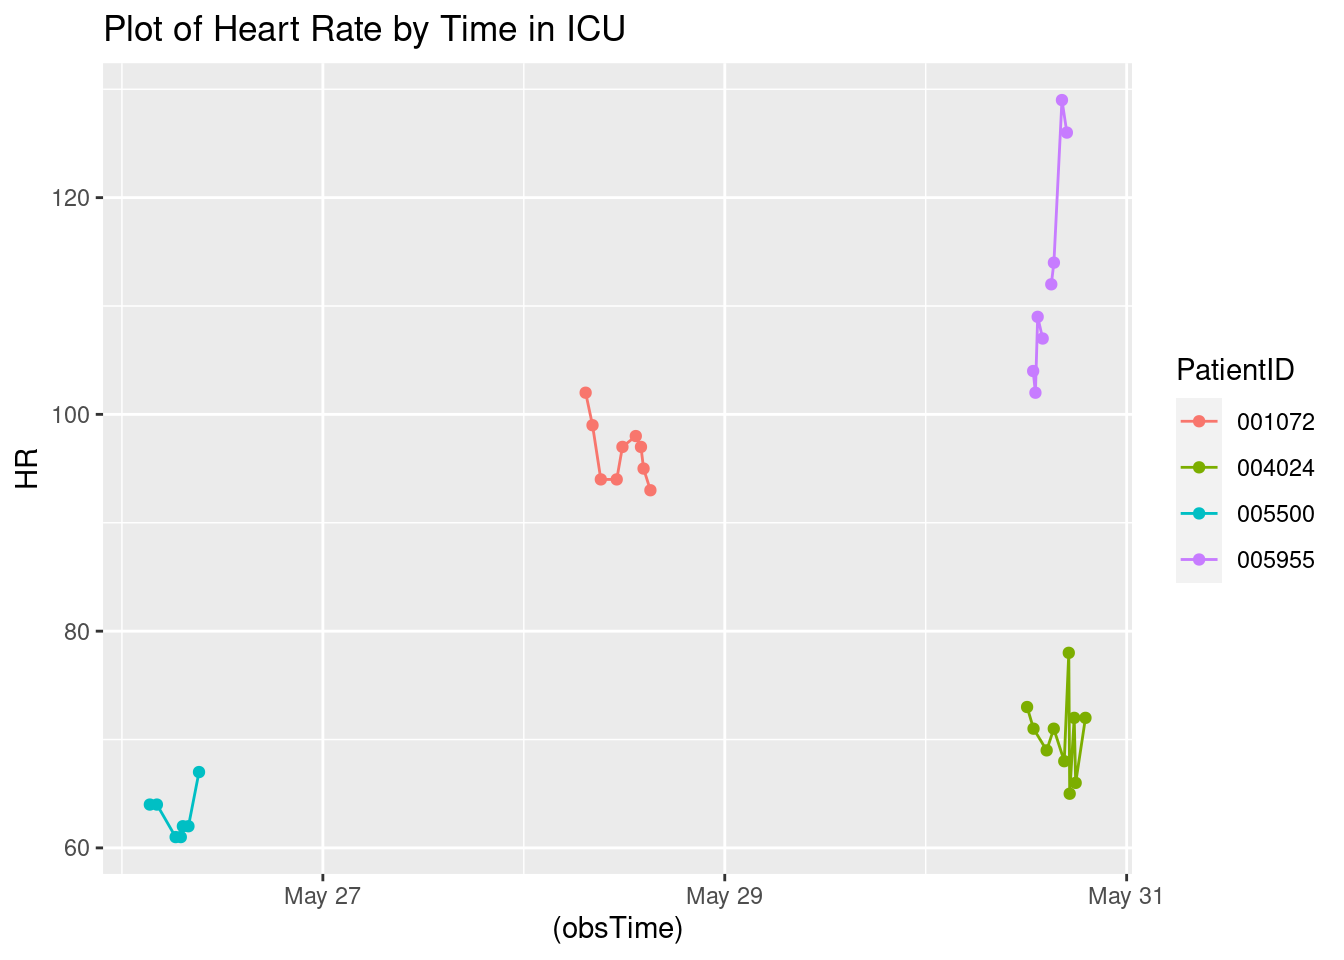 Plot of Heart Rate by Time in ICU
120
100
80
60
HR
May 27
May 29
May 31
(obsTime)
PatientID
001072
004024
005500
005955